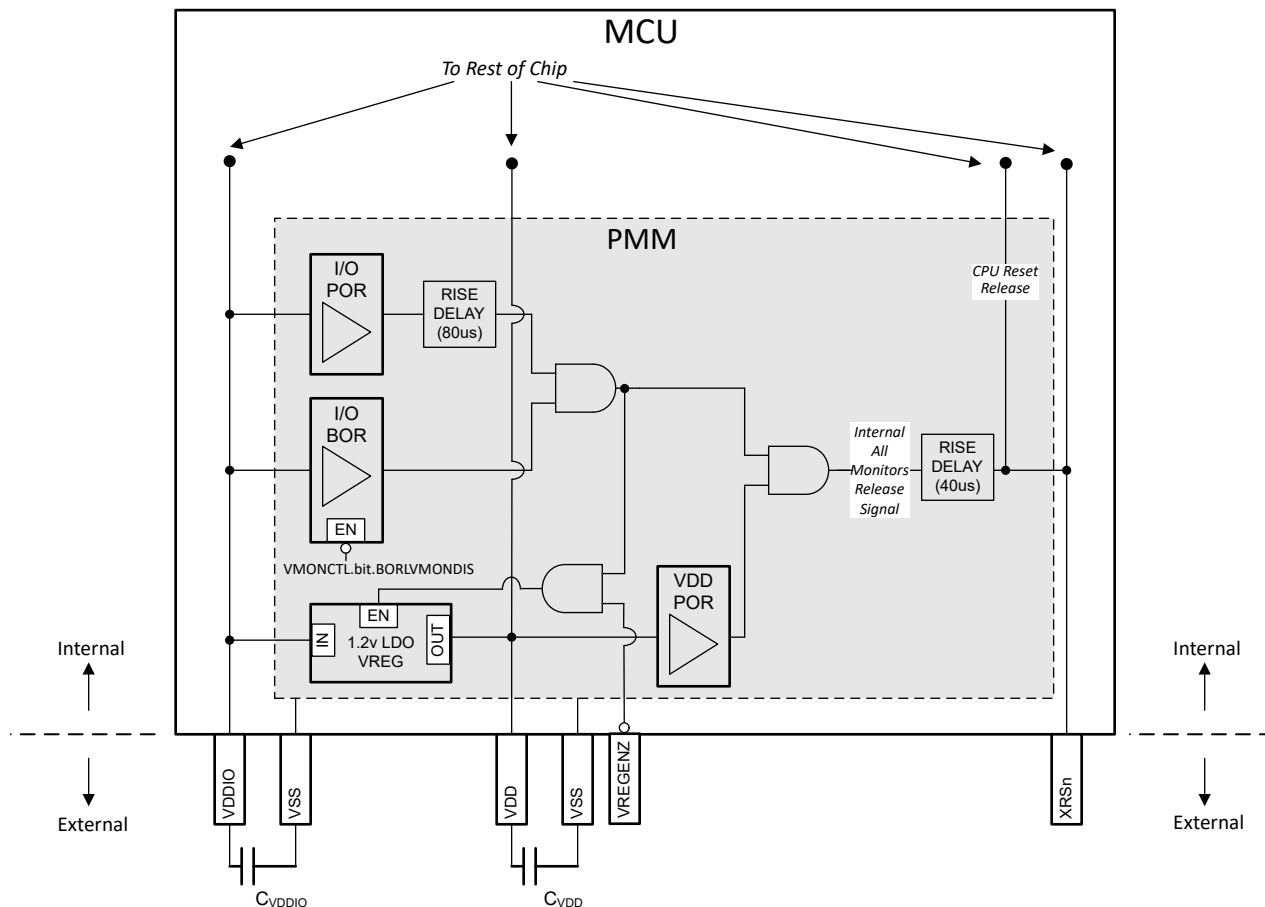 MCU
To Rest of Chip
PMM
I/O
POR
RISE
DELAY
(80us)
CPU Reset
Release
I/O
BOR
EN
VMONCTL.bit.BORLVMONDIS
Internal
All
Monitors
Release
Signal
RISE
DELAY
(40us)
EN
IN
1.2v LDO
VREG
OUT
VDD
POR
Internal
External
Internal
External
VDDIO
VSS
VDD
VSS
VREGENZ
XRSn
CVDDIO
CVDD